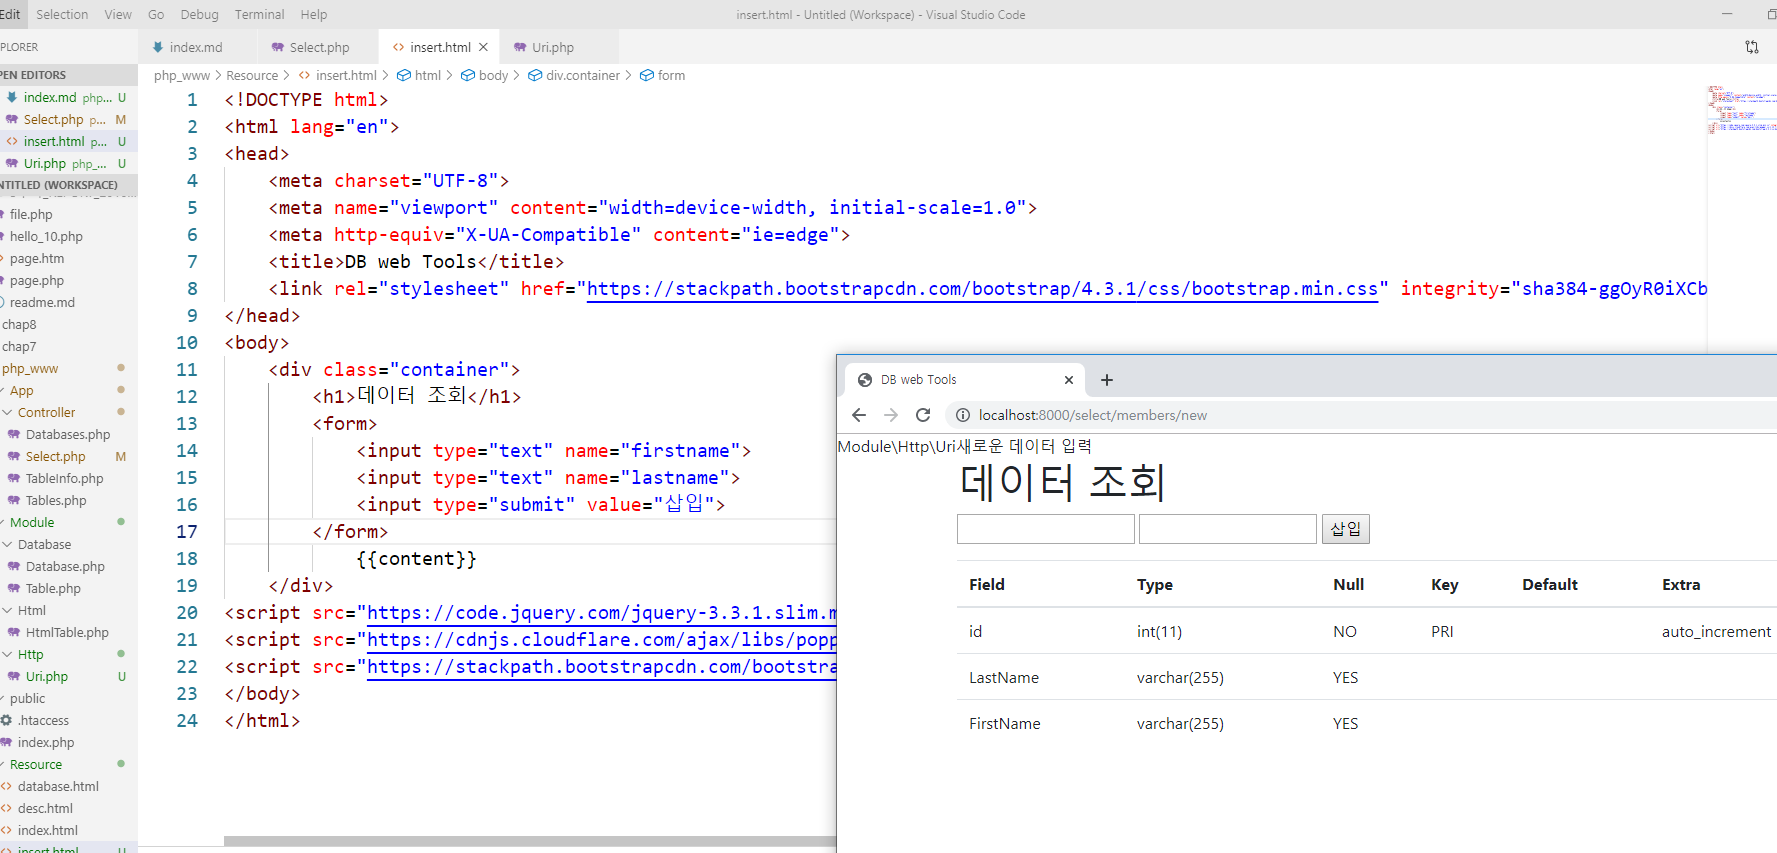 Edit Selection View Go Debug Terminal Help
insert.html - Untitled (Workspace) - Visual Studio Code
PLORER
PEN EDITORS
index.md php... U
Select.php p... M
insert.html p... U
Uri.php php_... U
NTITLED (WORKSPACE)
file.php
hello_10.php
page.htm
page.php
readme.md
chap8
chap7
php_www
App
Controller
Databases.php
Select.php M
TableInfo.php
Tables.php
Module
Database
Database.php
Table.php
Html
HtmlTable.php
Http
Uri.php U
public
.htaccess
index.php
Resource
database.html
desc.html
index.html
insert.html U
index.md Select.php insert.html Uri.php
php_www > Resource > insert.html > html > body > div.container > form
1 <!DOCTYPE html>
2 <html lang="en">
3 <head>
4 <meta charset="UTF-8">
5 <meta name="viewport" content="width=device-width, initial-scale=1.0">
6 <meta http-equiv="X-UA-Compatible" content="ie=edge">
7 <title>DB web Tools</title>
8 <link rel="stylesheet" href="https://stackpath.bootstrapcdn.com/bootstrap/4.3.1/css/bootstrap.min.css" integrity="sha384-ggOyR0iXCb
9 </head>
10 <body>
11 <div class="container">
12 <h1>데이터 조회</h1>
13 <form>
14 <input type="text" name="firstname">
15 <input type="text" name="lastname">
16 <input type="submit" value="삽입">
17 </form>
18 {{content}}
19 </div>
20 <script src="https://code.jquery.com/jquery-3.3.1.slim.m
21 <script src="https://cdnjs.cloudflare.com/ajax/libs/popp
22 <script src="https://stackpath.bootstrapcdn.com/bootstra
23 </body>
24 </html>
DB web Tools
localhost:8000/select/members/new
Module\Http\Uri새로운 데이터 입력
데이터 조회
삽입
Field Type Null Key Default Extra
id int(11) NO PRI auto_increment
LastName varchar(255) YES
FirstName varchar(255) YES